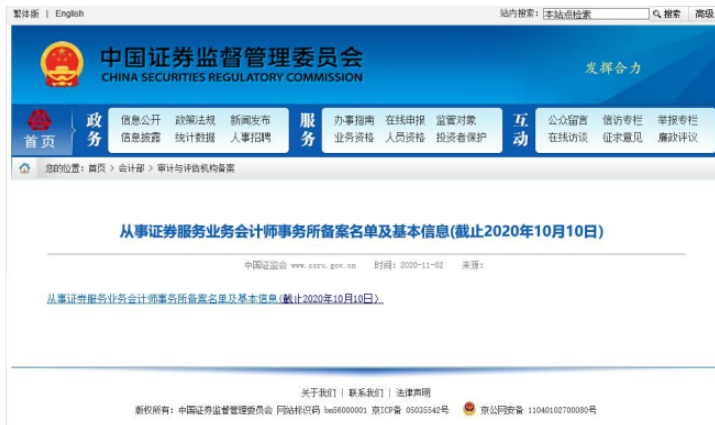 繁体版 | English 站内搜索: 本站点检索 搜索 高级
中国证券监督管理委员会
CHINA SECURITIES REGULATORY COMMISSION
发挥合力
首页
政务
信息公开 政策法规 新闻发布
信息披露 统计数据 人事招聘
服务
办事指南 在线申报 监管对象
业务资格 人员资格 投资者保护
互动
公众留言 信访专栏 举报专栏
在线访谈 征求意见 廉政评议
您的位置: 首页 > 会计部 > 审计与评估机构备案
从事证券服务业务会计师事务所备案名单及基本信息(截止2020年10月10日)
中国证监会 www.csrc.gov.cn 时间: 2020-11-02 来源:
从事证券服务业务会计师事务所备案名单及基本信息(截止2020年10月10日)
关于我们 | 联系我们 | 法律声明
版权所有: 中国证券监督管理委员会 网站标识码 bm56000001 京ICP备 05035542号 京公网安备 11040102700080号